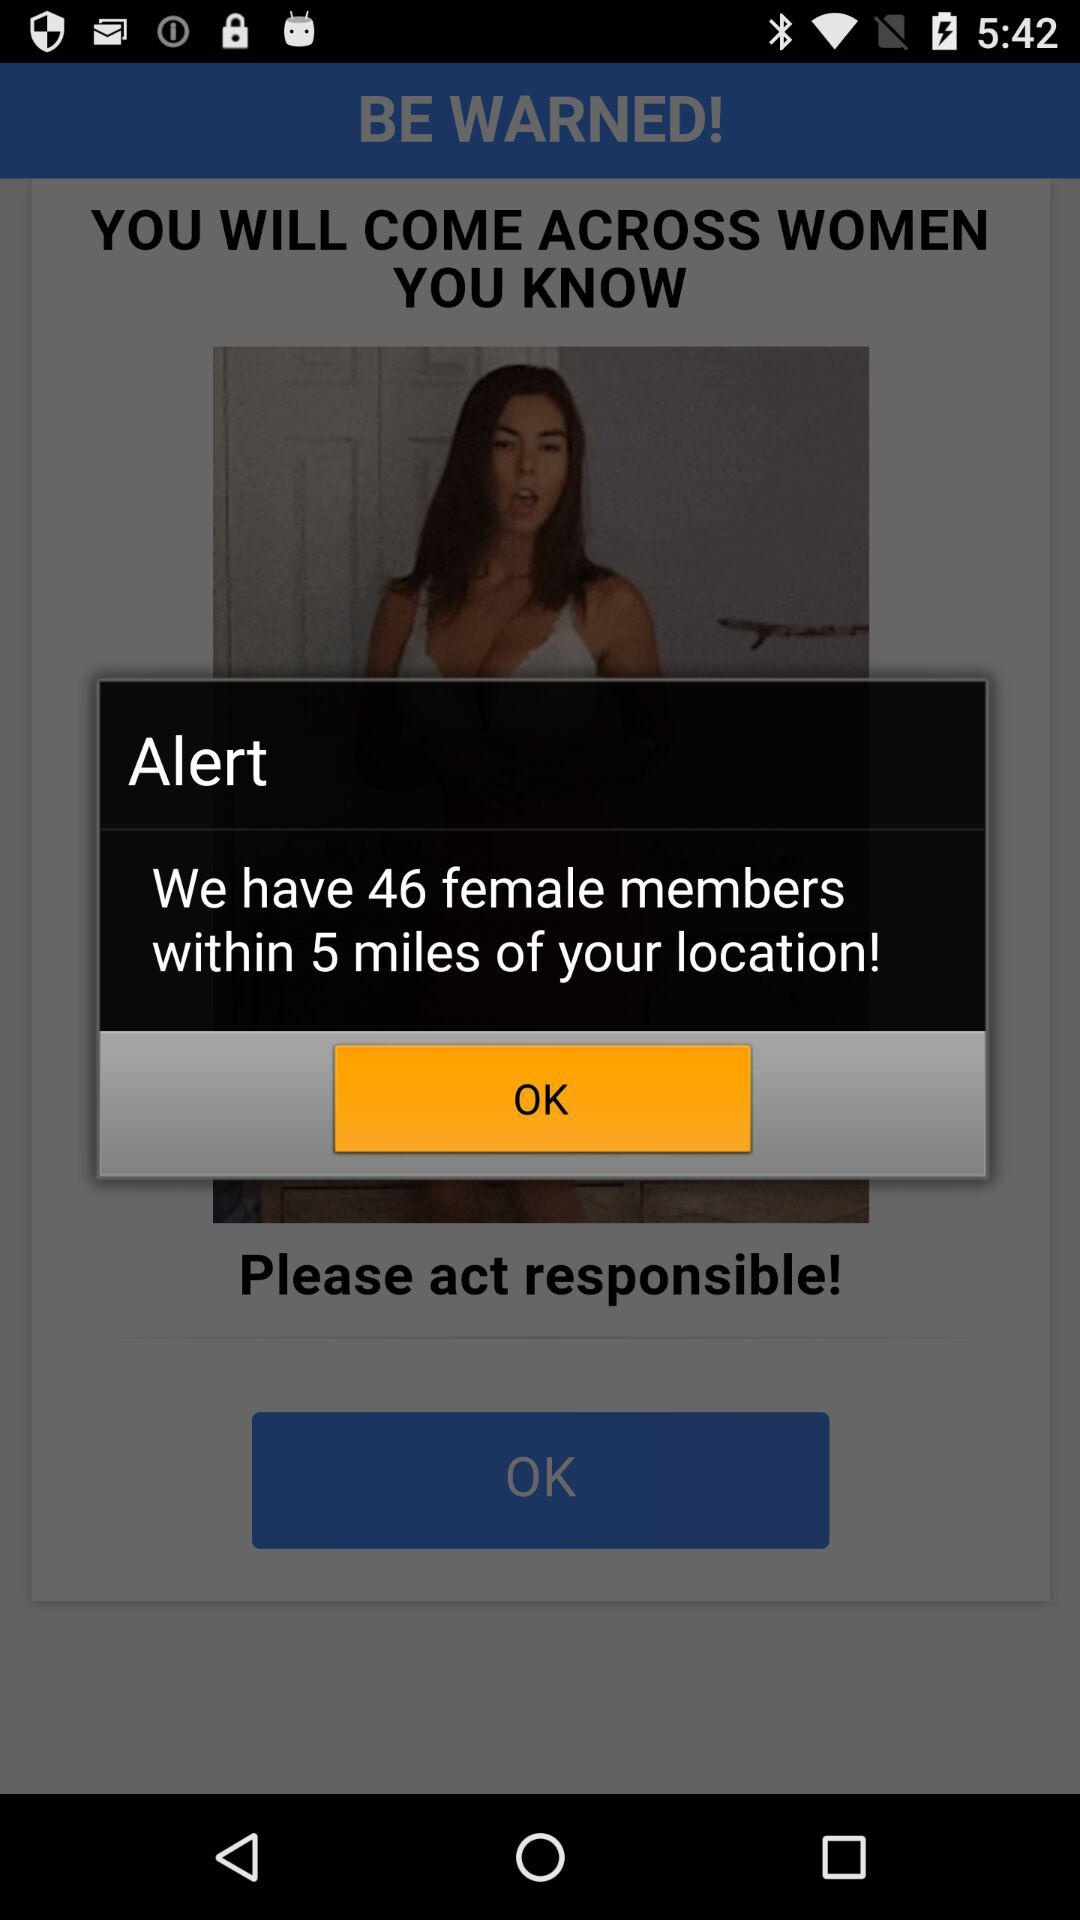 5:42
BE WARNED!
YOU WILL COME ACROSS WOMEN
YOU KNOW
Alert
We have 46 female members
within 5 miles of your location!
OK
Please act responsible!
OK